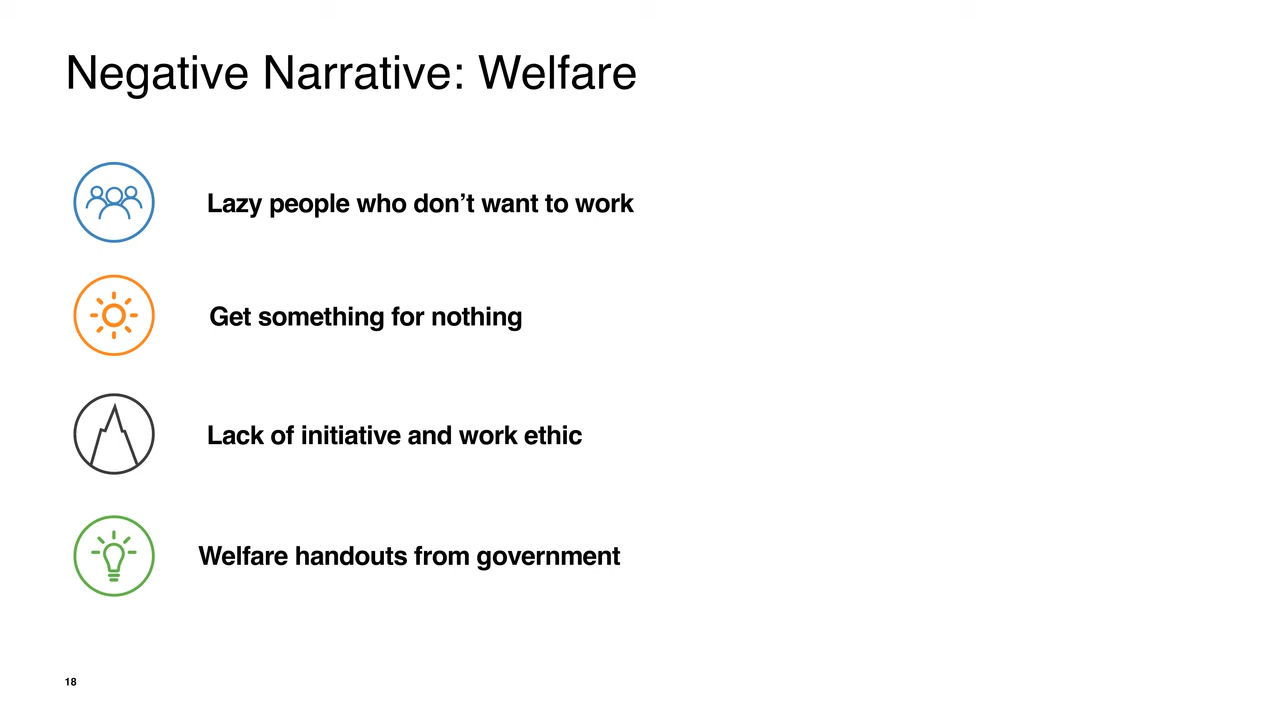 Negative Narrative: Welfare
Lazy people who don’t want to work
Get something for nothing
Lack of initiative and work ethic
Welfare handouts from government
18